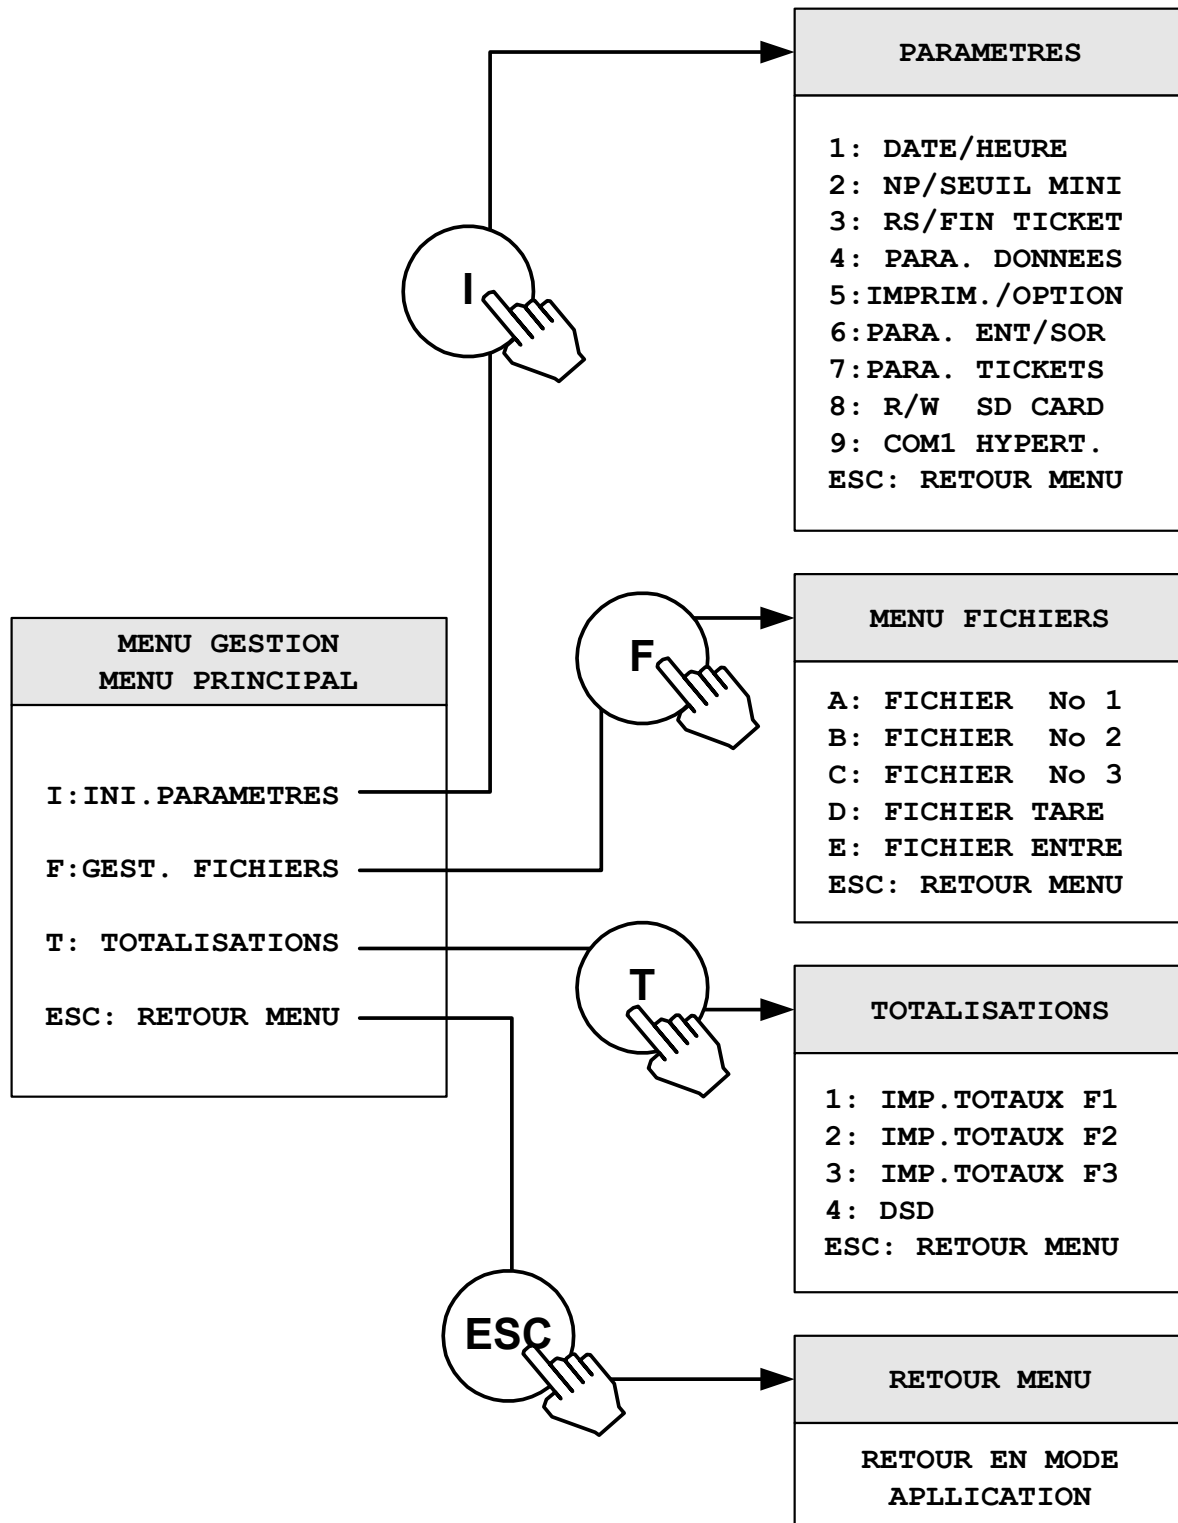 PARAMETRES
1: DATE/HEURE
2: NP/SEUIL MINI
3: RS/FIN TICKET
4: PARA. DONNEES
5:IMPRIM./OPTION
6:PARA. ENT/SOR
7:PARA. TICKETS
8: R/W SD CARD
9: COM1 HYPERT.
ESC: RETOUR MENU
I
MENU GESTION
MENU PRINCIPAL
I:INI.PARAMETRES
F:GEST. FICHIERS
T: TOTALISATIONS
ESC: RETOUR MENU
F
MENU FICHIERS
A: FICHIER No 1
B: FICHIER No 2
C: FICHIER No 3
D: FICHIER TARE
E: FICHIER ENTRE
ESC: RETOUR MENU
T
TOTALISATIONS
1: IMP.TOTAUX F1
2: IMP.TOTAUX F2
3: IMP.TOTAUX F3
4: DSD
ESC: RETOUR MENU
ESC
RETOUR MENU
RETOUR EN MODE
APLLICATION